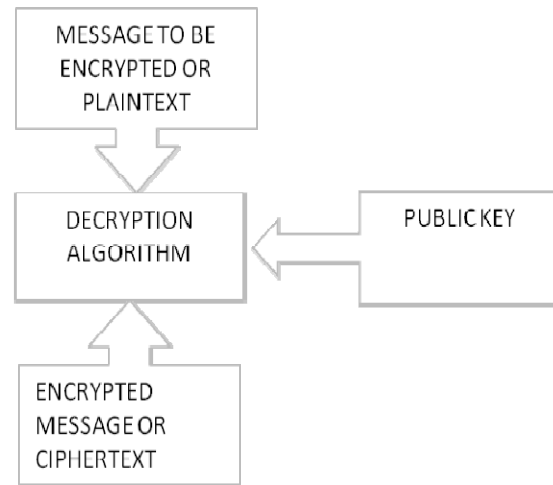 MESSAGE TO BE
ENCRYPTED OR
PLAINTEXT
DECRYPTION
ALGORITHM
PUBLIC KEY
ENCRYPTED
MESSAGE OR
CIPHERTEXT